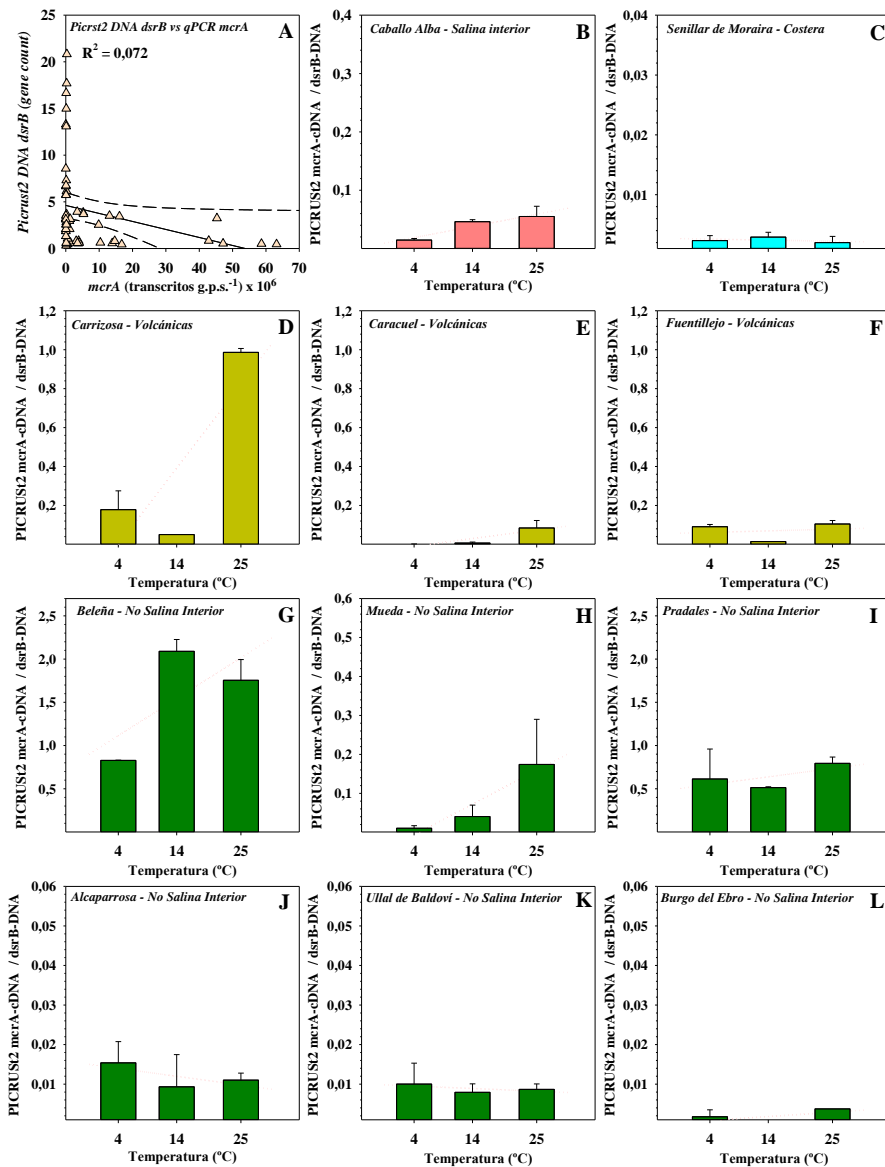 Picrst2 DNA dsrB vs qPCR mcrA
A
R² = 0,072
Picrust2 DNA dsrB (gene count)
25
20
15
10
5
0
0 10 20 30 40 50 60 70
mcrA (transcritos g.p.s.⁻¹) x 10⁶
Caballo Alba - Salina interior
B
PICRUSt2 mcrA-cDNA / dsrB-DNA
0,4
0,3
0,2
0,1
4 14 25
Temperatura (ºC)
Senillar de Moraira - Costera
C
PICRUSt2 mcrA-cDNA / dsrB-DNA
0,04
0,03
0,02
0,01
4 14 25
Temperatura (ºC)
Carrizosa - Volcánicas
D
PICRUSt2 mcrA-cDNA / dsrB-DNA
1,2
1,0
0,8
0,6
0,4
0,2
4 14 25
Temperatura (ºC)
Caracuel - Volcánicas
E
PICRUSt2 mcrA-cDNA / dsrB-DNA
1,2
1,0
0,8
0,6
0,4
0,2
4 14 25
Temperatura (ºC)
Fuentillejo - Volcánicas
F
PICRUSt2 mcrA-cDNA / dsrB-DNA
1,2
1,0
0,8
0,6
0,4
0,2
4 14 25
Temperatura (ºC)
Beleña - No Salina Interior
G
PICRUSt2 mcrA-cDNA / dsrB-DNA
2,5
2,0
1,5
1,0
0,5
4 14 25
Temperatura (ºC)
Mueda - No Salina Interior
H
PICRUSt2 mcrA-cDNA / dsrB-DNA
0,6
0,5
0,4
0,3
0,2
0,1
4 14 25
Temperatura (ºC)
Pradales - No Salina Interior
I
PICRUSt2 mcrA-cDNA / dsrB-DNA
2,5
2,0
1,5
1,0
0,5
4 14 25
Temperatura (ºC)
Alcaparrosa - No Salina Interior
J
PICRUSt2 mcrA-cDNA / dsrB-DNA
0,06
0,05
0,04
0,03
0,02
0,01
4 14 25
Temperatura (ºC)
Ullal de Baldoví - No Salina Interior
K
PICRUSt2 mcrA-cDNA / dsrB-DNA
0,06
0,05
0,04
0,03
0,02
0,01
4 14 25
Temperatura (ºC)
Burgo del Ebro - No Salina Interior
L
PICRUSt2 mcrA-cDNA / dsrB-DNA
0,06
0,05
0,04
0,03
0,02
0,01
4 14 25
Temperatura (ºC)